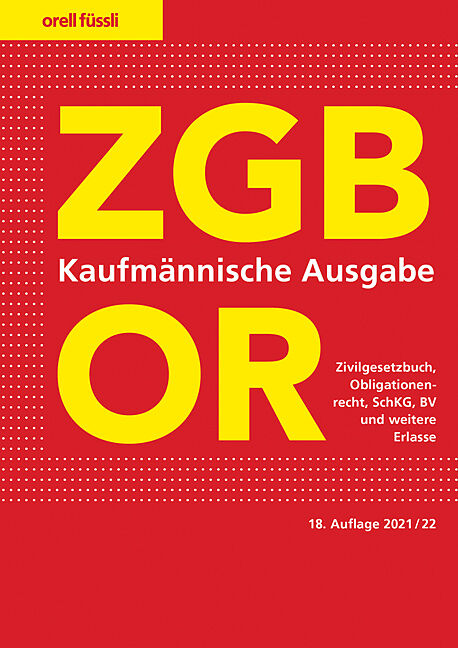 orell füssli
ZGB
Kaufmännische Ausgabe
OR
Zivilgesetzbuch,
Obligationen-
recht, SchKG, BV
und weitere
Erlasse
18. Auflage 2021/22